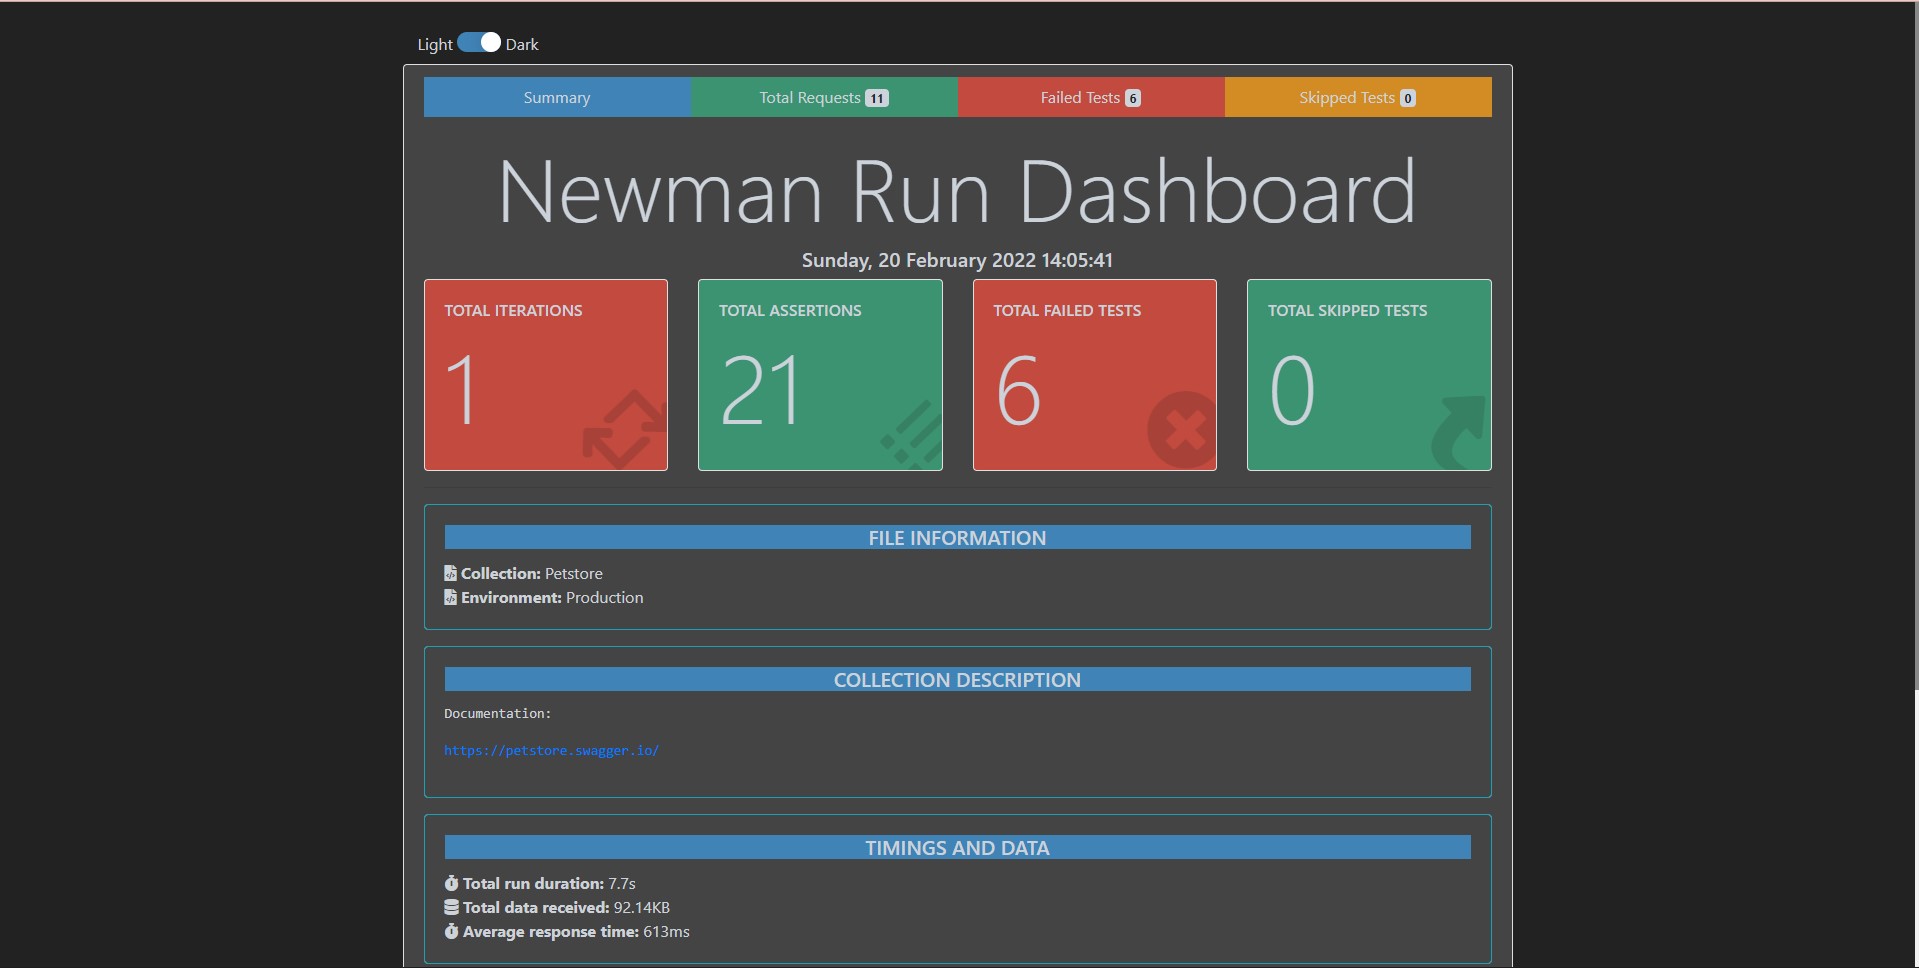 Light Dark
Summary Total Requests 11 Failed Tests 6 Skipped Tests 0
Newman Run Dashboard
Sunday, 20 February 2022 14:05:41
TOTAL ITERATIONS
1
TOTAL ASSERTIONS
21
TOTAL FAILED TESTS
6
TOTAL SKIPPED TESTS
0
FILE INFORMATION
Collection: Petstore
Environment: Production
COLLECTION DESCRIPTION
Documentation:
https://petstore.swagger.io/
TIMINGS AND DATA
Total run duration: 7.7s
Total data received: 92.14KB
Average response time: 613ms